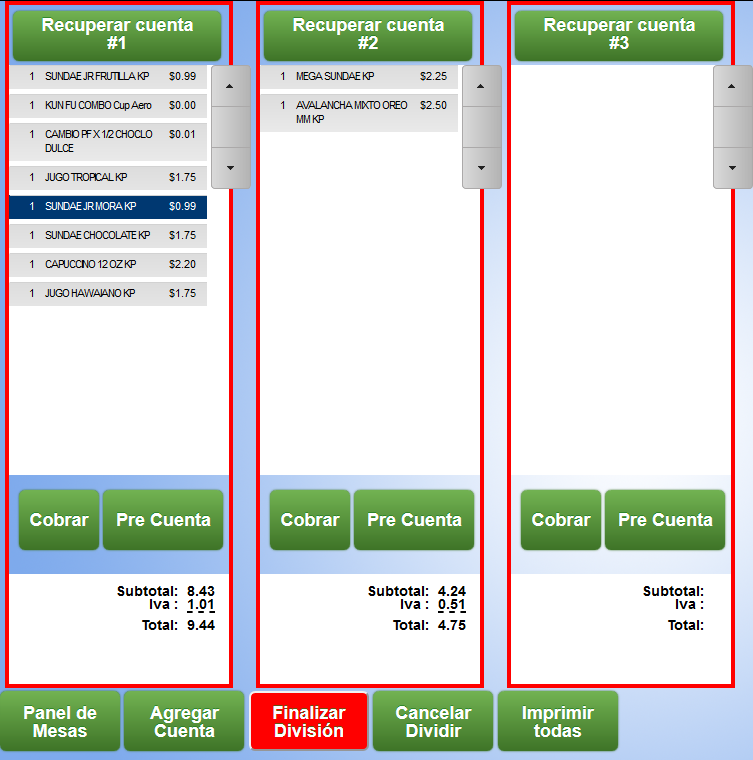 Recuperar cuenta
#1
1 SUNDAE JR FRUTILLA KP $0.99
1 KUN FU COMBO Cup Aero $0.00
1 CAMBIO PF X 1/2 CHOCLO $0.01
DULCE
1 JUGO TROPICAL KP $1.75
1 SUNDAE JR MORA KP $0.99
1 SUNDAE CHOCOLATE KP $1.75
1 CAPUCCINO 12 OZ KP $2.20
1 JUGO HAWAIANO KP $1.75
Cobrar
Pre Cuenta
Subtotal: 8.43
Iva : 1.01
Total: 9.44
Recuperar cuenta
#2
1 MEGA SUNDAE KP $2.25
1 AVALANCHA MIXTO OREO $2.50
MM KP
Cobrar
Pre Cuenta
Subtotal: 4.24
Iva : 0.51
Total: 4.75
Recuperar cuenta
#3
Cobrar
Pre Cuenta
Subtotal:
Iva :
Total:
Panel de
Mesas
Agregar
Cuenta
Finalizar
División
Cancelar
Dividir
Imprimir
todas